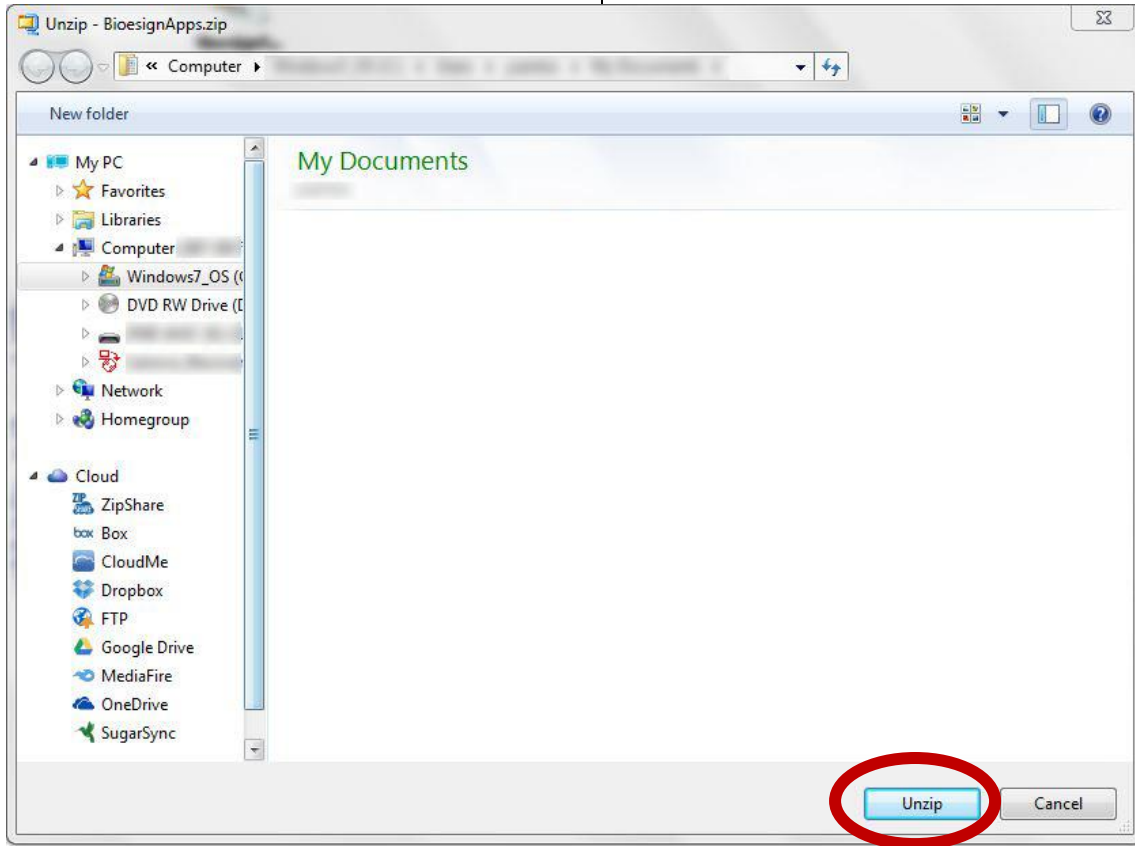 Unzip - BioesignApps.zip
« Computer
New folder
My PC
Favorites
Libraries
Computer
Windows7_OS (
DVD RW Drive (
Network
Homegroup
Cloud
ZipShare
box Box
CloudMe
Dropbox
FTP
Google Drive
MediaFire
OneDrive
SugarSync
My Documents
Unzip
Cancel